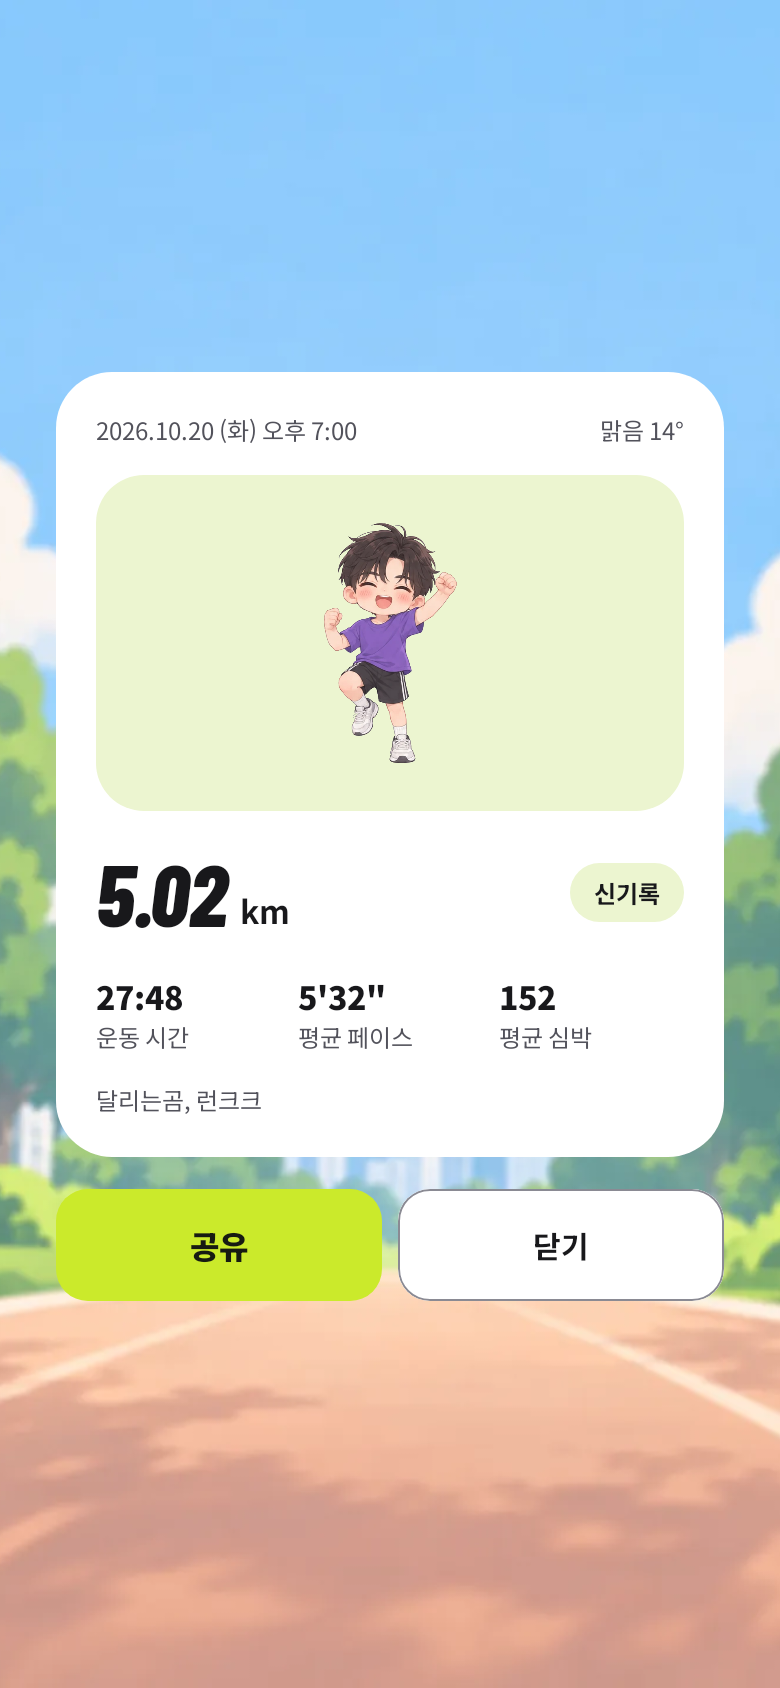 2026.10.20 (화) 오후 7:00 맑음 14°
5.02 km 신기록
27:48 5'32" 152
운동 시간 평균 페이스 평균 심박
달리는곰, 런크크
공유 닫기